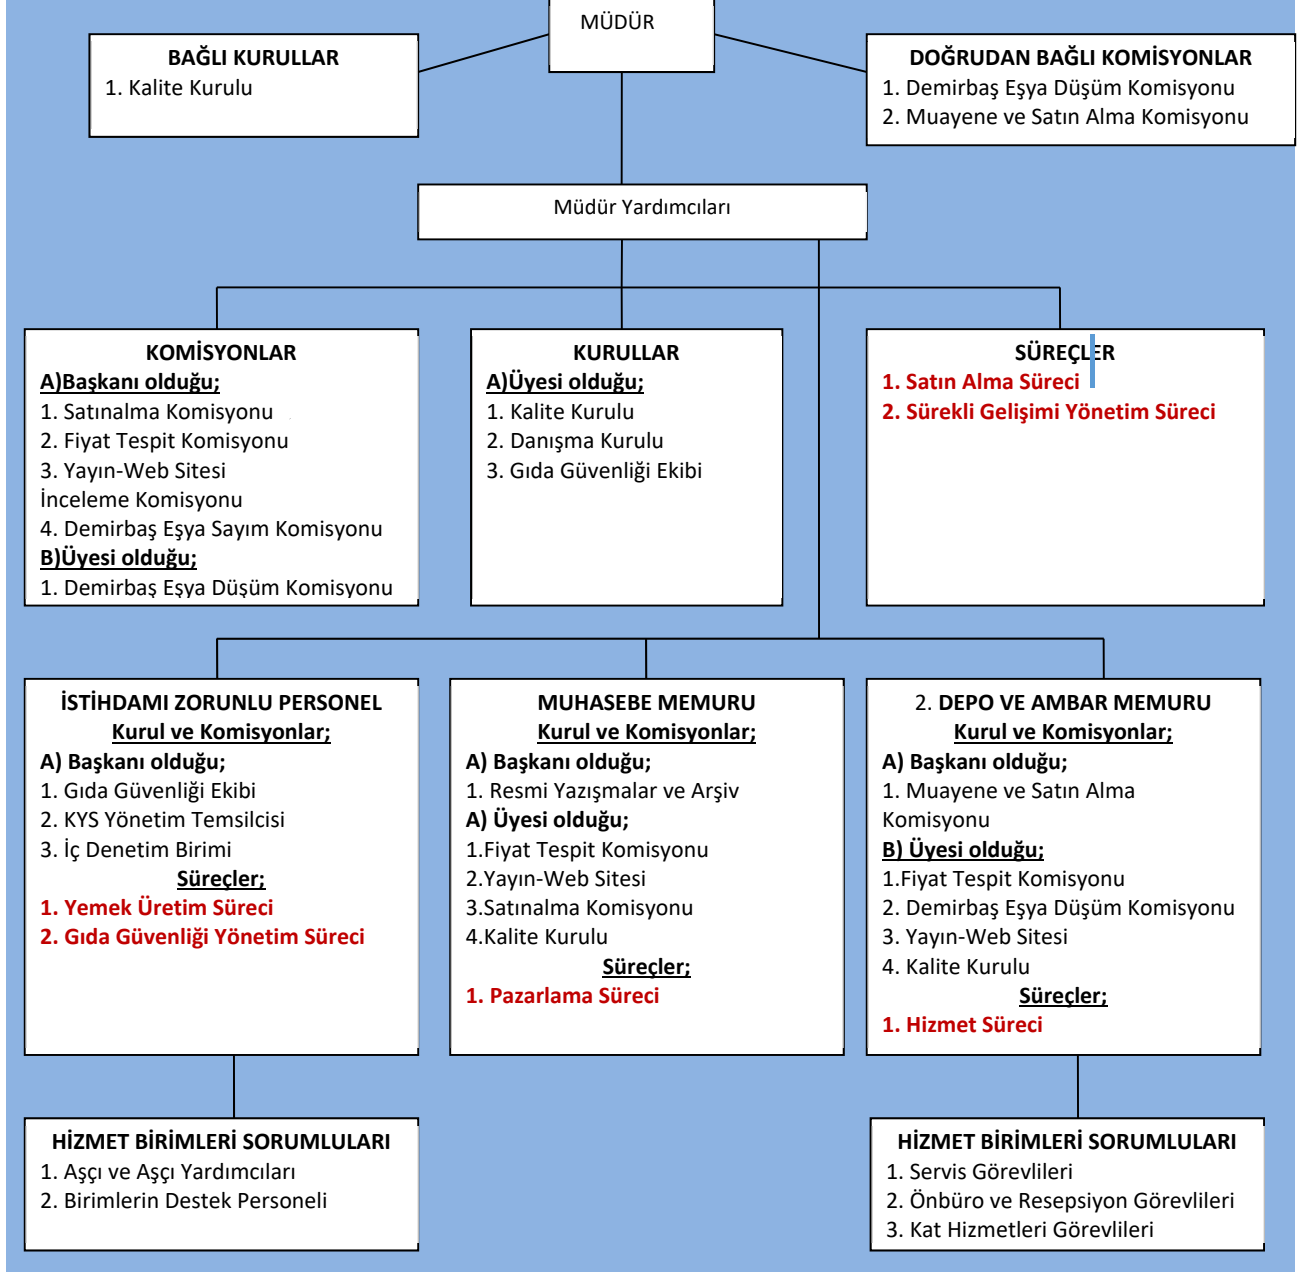 MÜDÜR
BAĞLI KURULLAR
1. Kalite Kurulu
DOĞRUDAN BAĞLI KOMİSYONLAR
1. Demirbaş Eşya Düşüm Komisyonu
2. Muayene ve Satın Alma Komisyonu
Müdür Yardımcıları
KOMİSYONLAR
A)Başkanı olduğu;
1. Satınalma Komisyonu
2. Fiyat Tespit Komisyonu
3. Yayın-Web Sitesi
İnceleme Komisyonu
4. Demirbaş Eşya Sayım Komisyonu
B)Üyesi olduğu;
1. Demirbaş Eşya Düşüm Komisyonu
KURULLAR
A)Üyesi olduğu;
1. Kalite Kurulu
2. Danışma Kurulu
3. Gıda Güvenliği Ekibi
SÜREÇLER
1. Satın Alma Süreci
2. Sürekli Gelişimi Yönetim Süreci
İSTİHDAMI ZORUNLU PERSONEL
Kurul ve Komisyonlar;
A) Başkanı olduğu;
1. Gıda Güvenliği Ekibi
2. KYS Yönetim Temsilcisi
3. İç Denetim Birimi
Süreçler;
1. Yemek Üretim Süreci
2. Gıda Güvenliği Yönetim Süreci
MUHASEBE MEMURU
Kurul ve Komisyonlar;
A) Başkanı olduğu;
1. Resmi Yazışmalar ve Arşiv
A) Üyesi olduğu;
1.Fiyat Tespit Komisyonu
2.Yayın-Web Sitesi
3.Satınalma Komisyonu
4.Kalite Kurulu
Süreçler;
1. Pazarlama Süreci
2. DEPO VE AMBAR MEMURU
Kurul ve Komisyonlar;
A) Başkanı olduğu;
1. Muayene ve Satın Alma
Komisyonu
B) Üyesi olduğu;
1.Fiyat Tespit Komisyonu
2. Demirbaş Eşya Düşüm Komisyonu
3. Yayın-Web Sitesi
4. Kalite Kurulu
Süreçler;
1. Hizmet Süreci
HİZMET BİRİMLERİ SORUMLULARI
1. Aşçı ve Aşçı Yardımcıları
2. Birimlerin Destek Personeli
HİZMET BİRİMLERİ SORUMLULARI
1. Servis Görevlileri
2. Önbüro ve Resepsiyon Görevlileri
3. Kat Hizmetleri Görevlileri